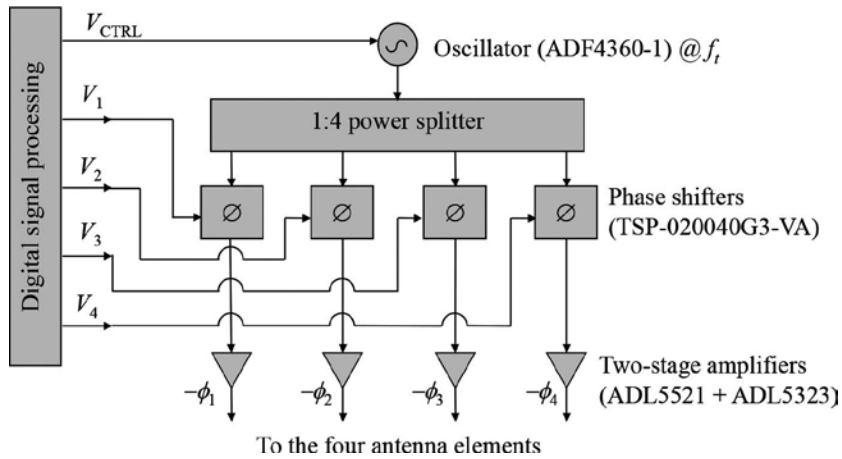 V_CTRL
Oscillator (ADF4360-1) @ f_t
Digital signal processing
V_1
1:4 power splitter
V_2
Ø Ø Ø Ø
Phase shifters
(TSP-020040G3-VA)
V_3
V_4
Two-stage amplifiers
(ADL5521 + ADL5323)
−ϕ_1 −ϕ_2 −ϕ_3 −ϕ_4
To the four antenna elements